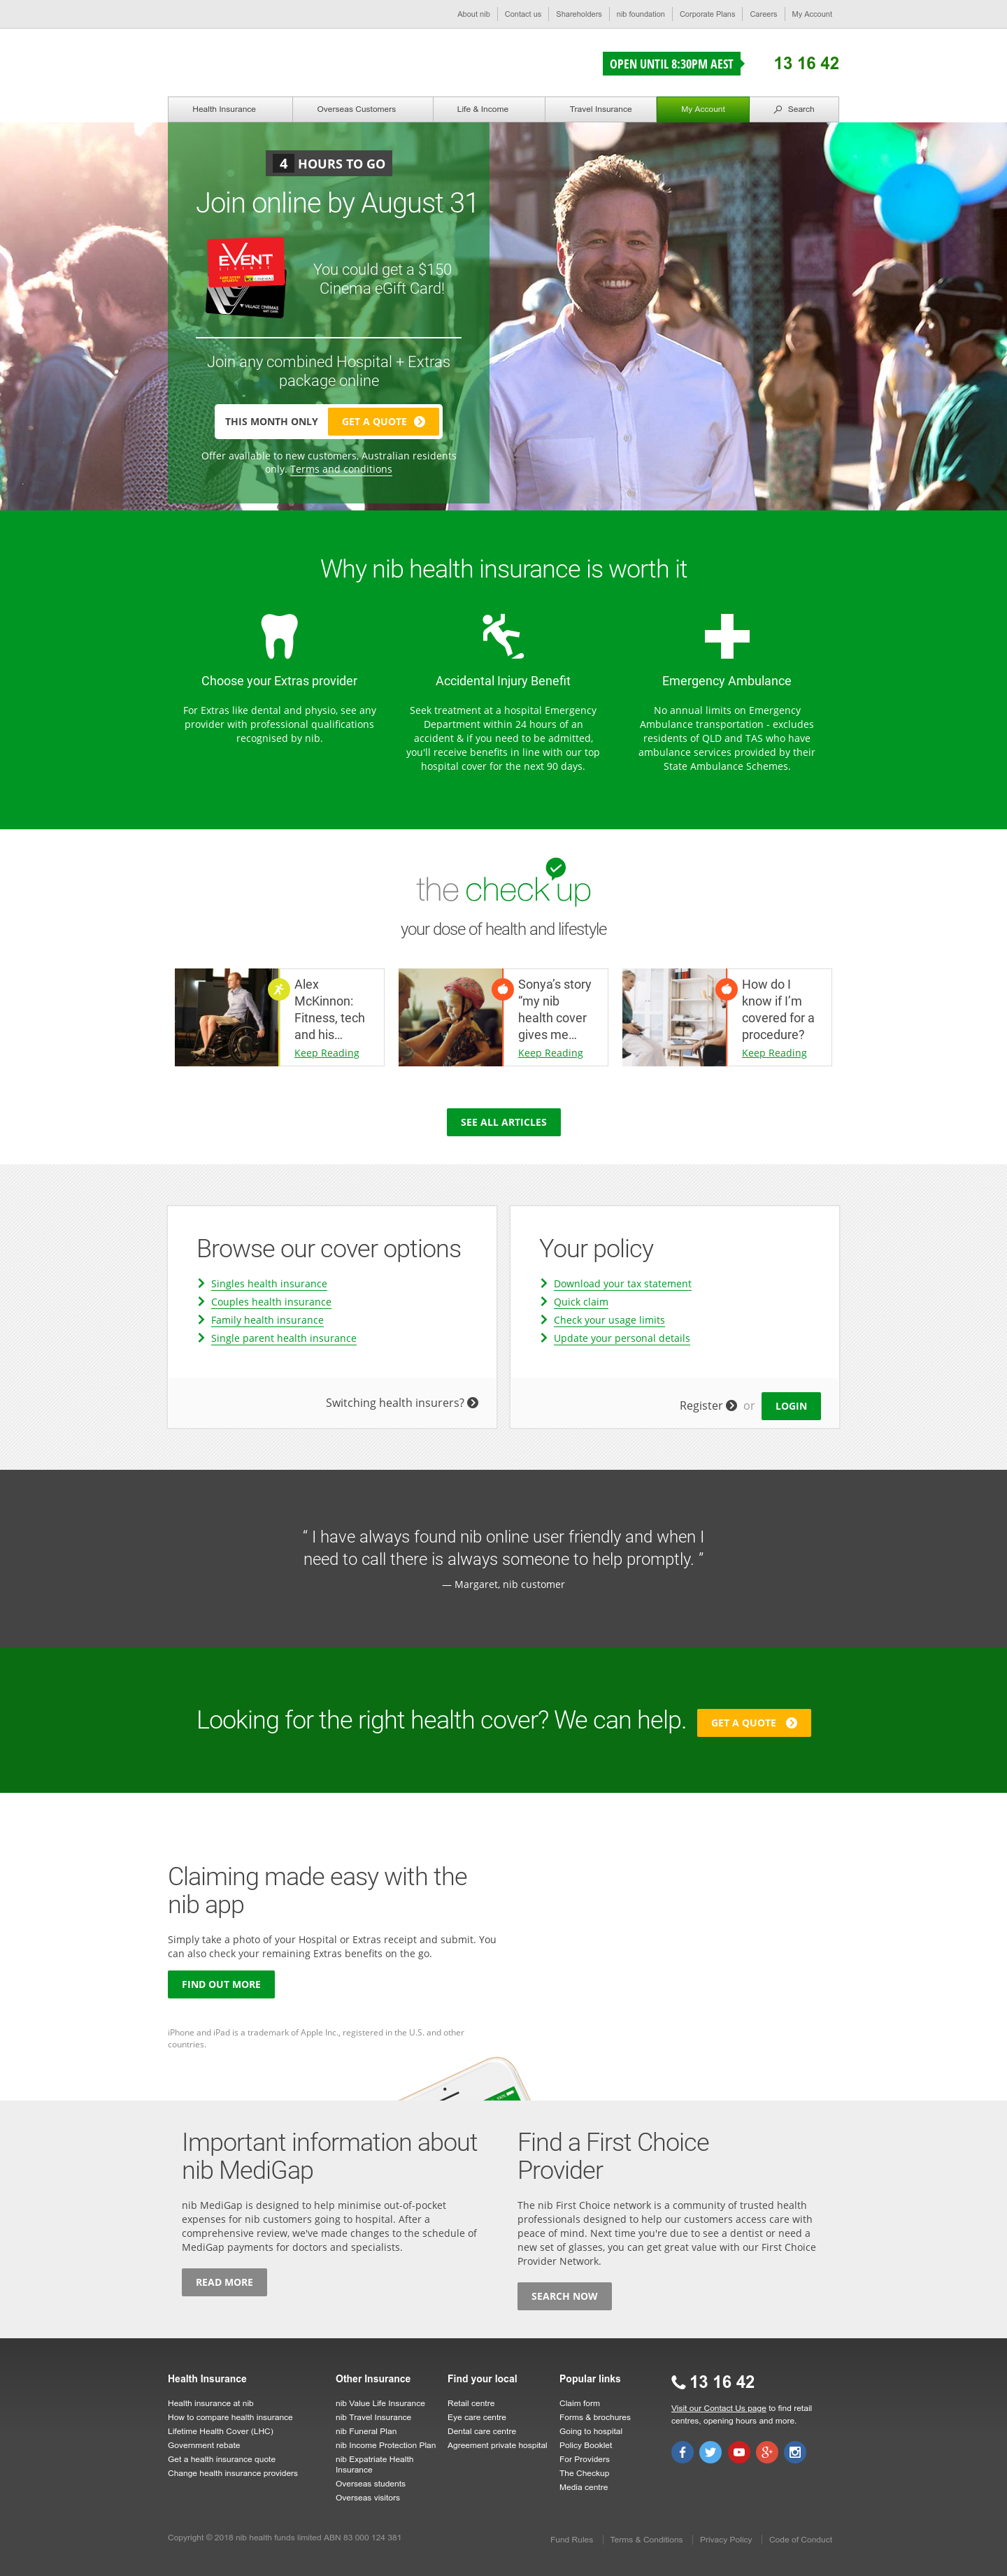 About nib
Contact us
Shareholders
nib foundation
Corporate Plans
Careers
My Account
OPEN UNTIL 8:30PM AEST
13 16 42
Health Insurance
Overseas Customers
Life & Income
Travel Insurance
My Account
Search
4 HOURS TO GO
Join online by August 31
EVENT
CINEMAS
VILLAGE CINEMAS
You could get a $150
Cinema eGift Card!
Join any combined Hospital + Extras
package online
THIS MONTH ONLY
GET A QUOTE
Offer available to new customers, Australian residents
only. Terms and conditions
Why nib health insurance is worth it
Choose your Extras provider
For Extras like dental and physio, see any
provider with professional qualifications
recognised by nib.
Accidental Injury Benefit
Seek treatment at a hospital Emergency
Department within 24 hours of an
accident & if you need to be admitted,
you'll receive benefits in line with our top
hospital cover for the next 90 days.
Emergency Ambulance
No annual limits on Emergency
Ambulance transportation - excludes
residents of QLD and TAS who have
ambulance services provided by their
State Ambulance Schemes.
the check up
your dose of health and lifestyle
Alex
McKinnon:
Fitness, tech
and his...
Keep Reading
Sonya's story
"my nib
health cover
gives me...
Keep Reading
How do I
know if I'm
covered for a
procedure?
Keep Reading
SEE ALL ARTICLES
Browse our cover options
Singles health insurance
Couples health insurance
Family health insurance
Single parent health insurance
Switching health insurers?
Your policy
Download your tax statement
Quick claim
Check your usage limits
Update your personal details
Register or LOGIN
“ I have always found nib online user friendly and when I
need to call there is always someone to help promptly. ”
— Margaret, nib customer
Looking for the right health cover? We can help.
GET A QUOTE
Claiming made easy with the
nib app
Simply take a photo of your Hospital or Extras receipt and submit. You
can also check your remaining Extras benefits on the go.
FIND OUT MORE
iPhone and iPad is a trademark of Apple Inc., registered in the U.S. and other
countries.
Important information about
nib MediGap
nib MediGap is designed to help minimise out-of-pocket
expenses for nib customers going to hospital. After a
comprehensive review, we've made changes to the schedule of
MediGap payments for doctors and specialists.
READ MORE
Find a First Choice
Provider
The nib First Choice network is a community of trusted health
professionals designed to help our customers access care with
peace of mind. Next time you're due to see a dentist or need a
new set of glasses, you can get great value with our First Choice
Provider Network.
SEARCH NOW
Health Insurance
Health insurance at nib
How to compare health insurance
Lifetime Health Cover (LHC)
Government rebate
Get a health insurance quote
Change health insurance providers
Other Insurance
nib Value Life Insurance
nib Travel Insurance
nib Funeral Plan
nib Income Protection Plan
nib Expatriate Health
Insurance
Overseas students
Overseas visitors
Find your local
Retail centre
Eye care centre
Dental care centre
Agreement private hospital
Popular links
Claim form
Forms & brochures
Going to hospital
Policy Booklet
For Providers
The Checkup
Media centre
13 16 42
Visit our Contact Us page to find retail
centres, opening hours and more.
Copyright © 2018 nib health funds limited ABN 83 000 124 381
Fund Rules
Terms & Conditions
Privacy Policy
Code of Conduct